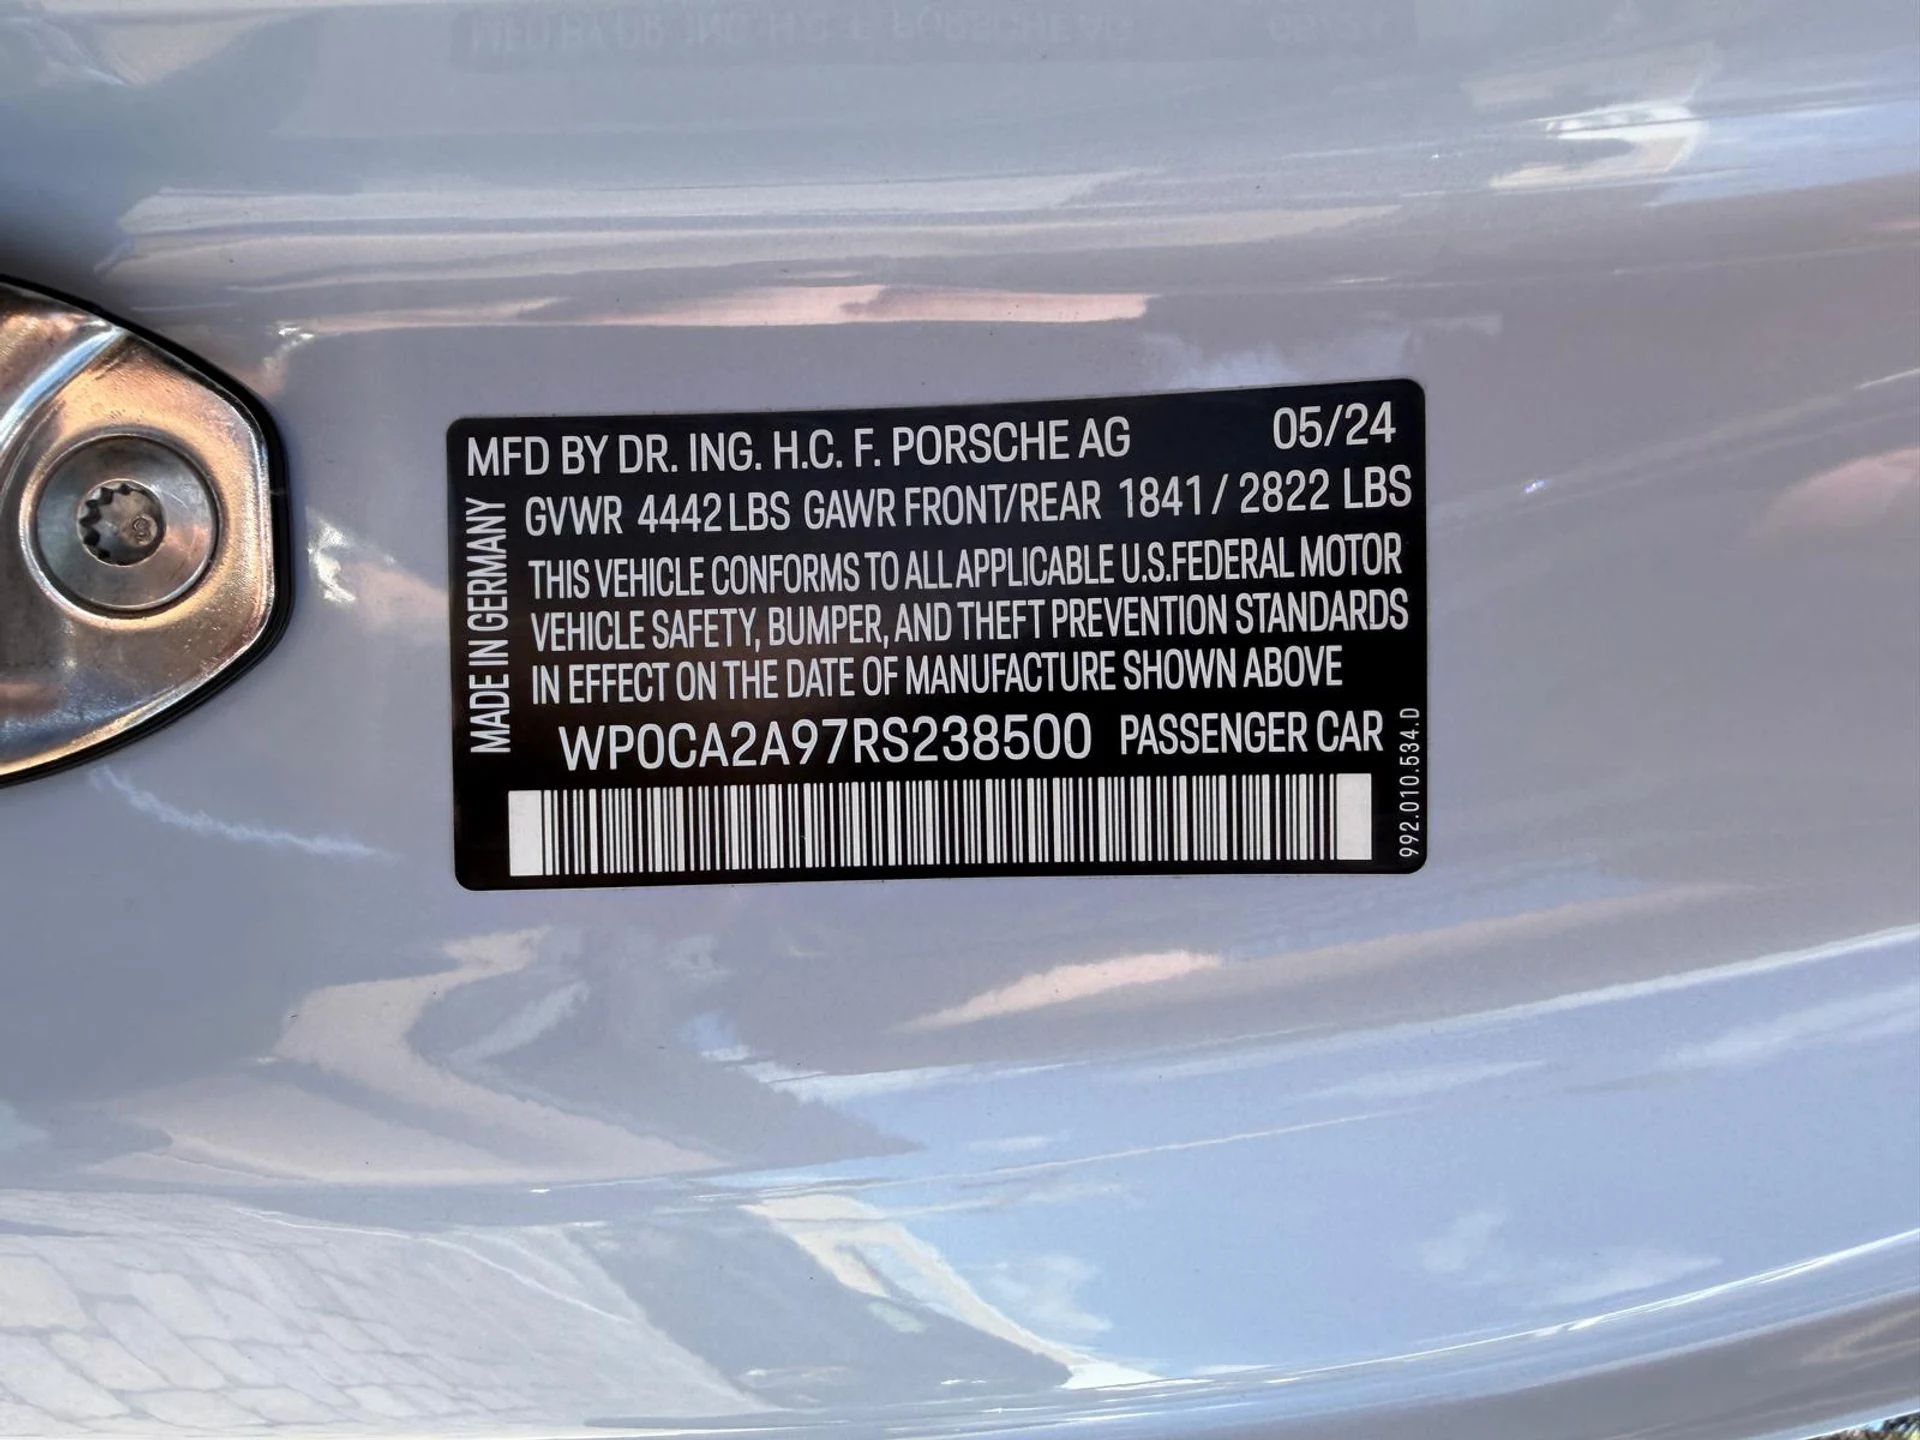 MFD BY DR. ING. H.C. F. PORSCHE AG 05/24
GVWR 4442 LBS GAWR FRONT/REAR 1841 / 2822 LBS
THIS VEHICLE CONFORMS TO ALL APPLICABLE U.S.FEDERAL MOTOR
VEHICLE SAFETY, BUMPER, AND THEFT PREVENTION STANDARDS
IN EFFECT ON THE DATE OF MANUFACTURE SHOWN ABOVE
WP0CA2A97RS238500 PASSENGER CAR
MADE IN GERMANY
992.010.534.D